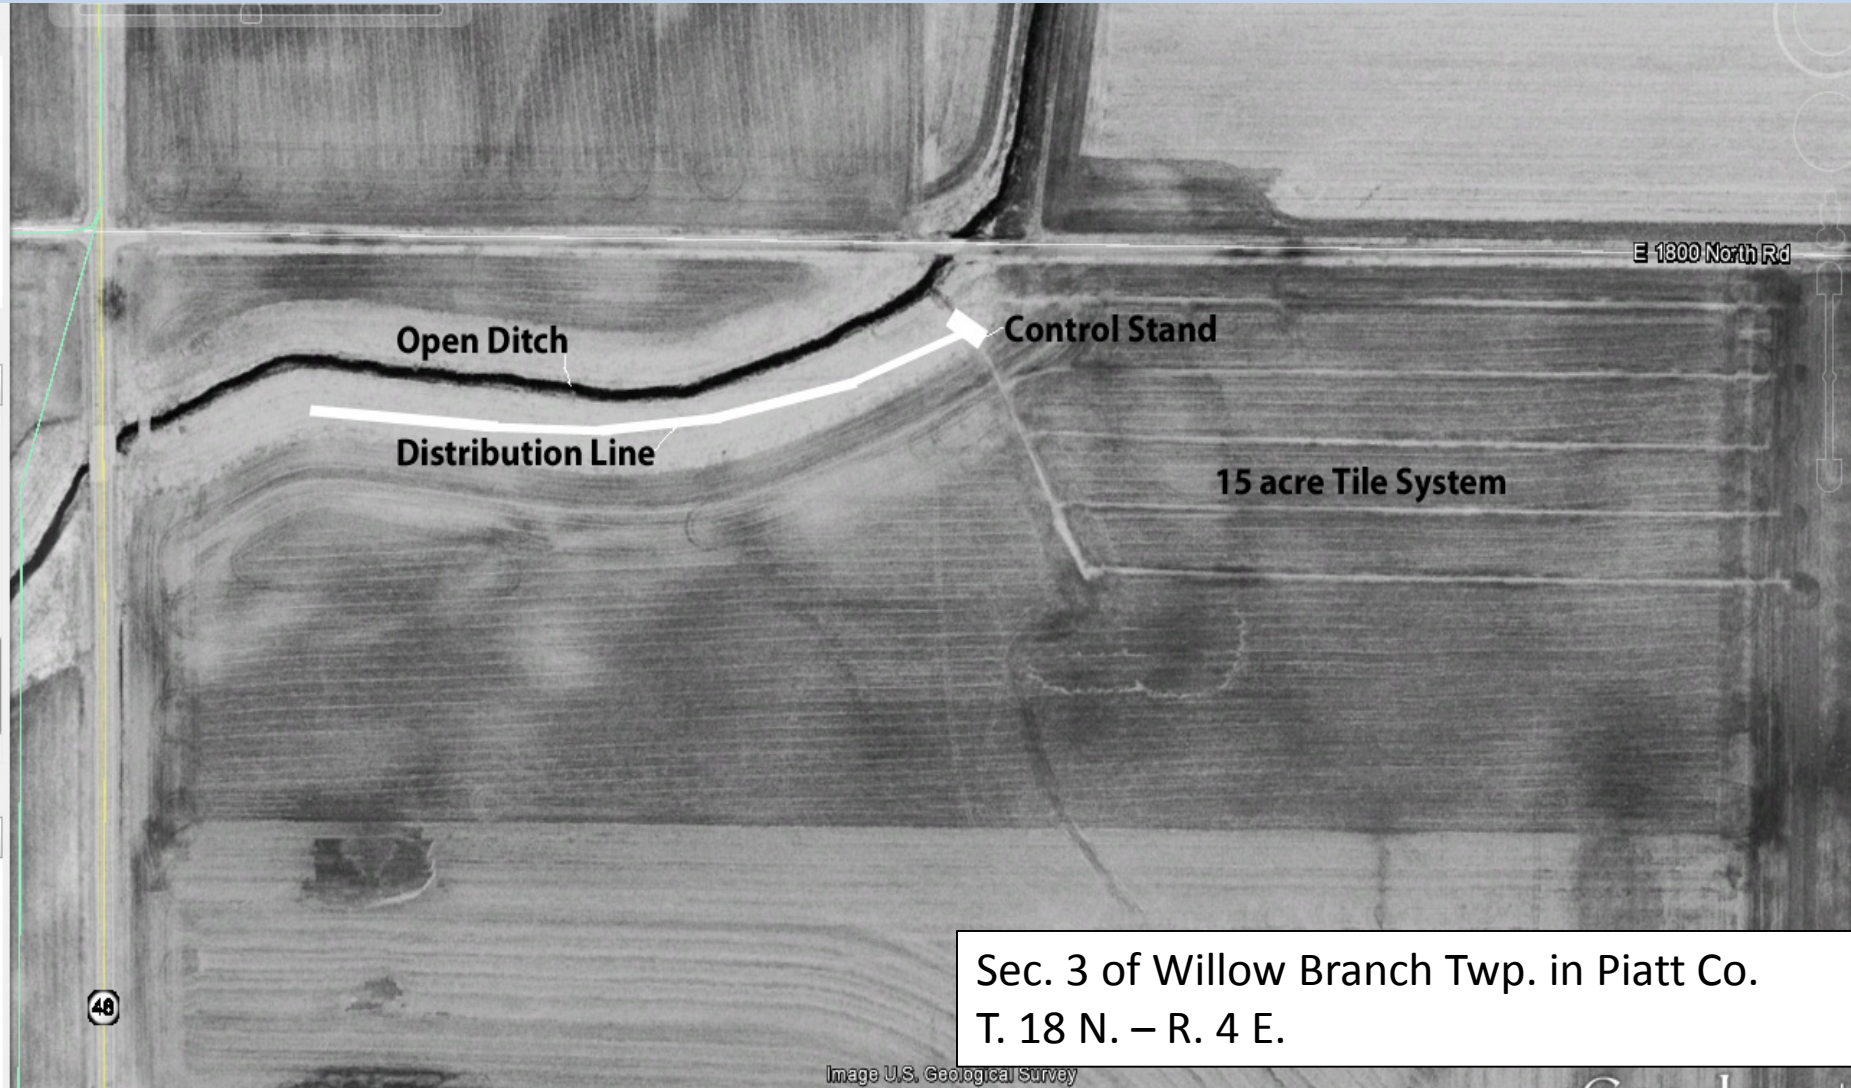 E 1800 North Rd
Open Ditch
Control Stand
Distribution Line
15 acre Tile System
Sec. 3 of Willow Branch Twp. in Piatt Co.
T. 18 N. – R. 4 E.
48
Image U.S. Geological Survey